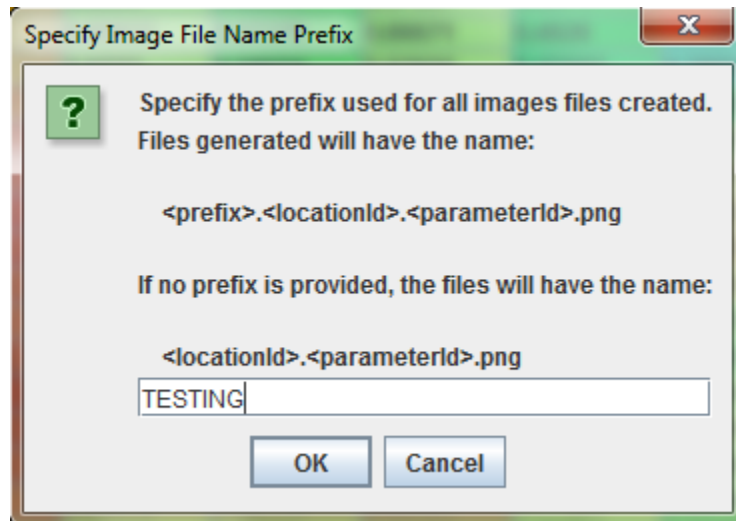 Specify Image File Name Prefix
Specify the prefix used for all images files created.
Files generated will have the name:
<prefix>.<locationId>.<parameterId>.png
If no prefix is provided, the files will have the name:
<locationId>.<parameterId>.png
TESTING
OK Cancel